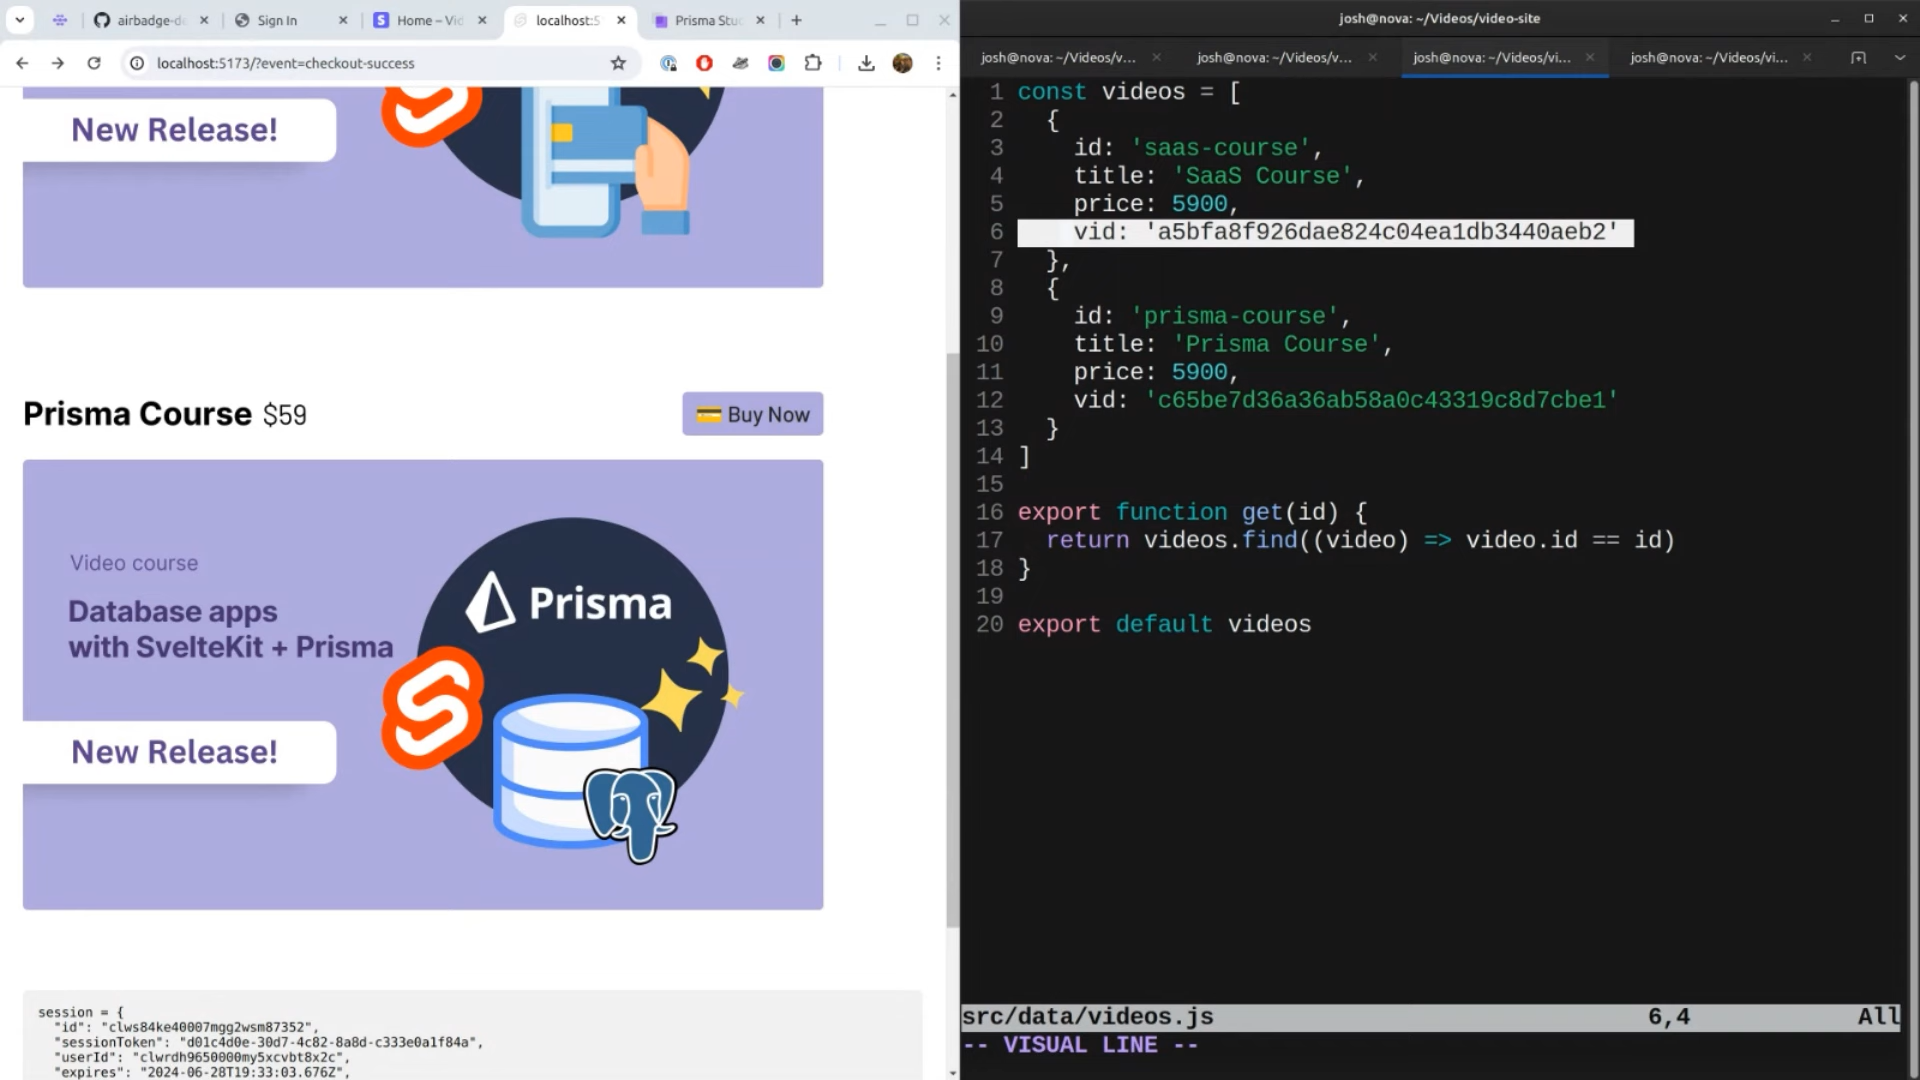 airbadge-de
Sign In
Home – Vid
localhost:5
Prisma Stud
localhost:5173/?event=checkout-success
New Release!
Prisma Course $59
Buy Now
Video course
Database apps
with SvelteKit + Prisma
Prisma
New Release!
session = {
"id": "clws84ke40007mgg2wsm87352",
"sessionToken": "d01c4d0e-30d7-4c82-8a8d-c333e0a1f84a",
"userId": "clwrdh9650000my5xcvbt8x2c",
"expires": "2024-06-28T19:33:03.676Z",
josh@nova: ~/Videos/video-site
josh@nova: ~/Videos/v...
josh@nova: ~/Videos/v...
josh@nova: ~/Videos/vi...
josh@nova: ~/Videos/vi...
1 const videos = [
2 {
3 id: 'saas-course',
4 title: 'SaaS Course',
5 price: 5900,
6 vid: 'a5bfa8f926dae824c04ea1db3440aeb2'
7 },
8 {
9 id: 'prisma-course',
10 title: 'Prisma Course',
11 price: 5900,
12 vid: 'c65be7d36a36ab58a0c43319c8d7cbe1'
13 }
14 ]
15
16 export function get(id) {
17 return videos.find((video) => video.id == id)
18 }
19
20 export default videos
src/data/videos.js 6,4 All
-- VISUAL LINE --